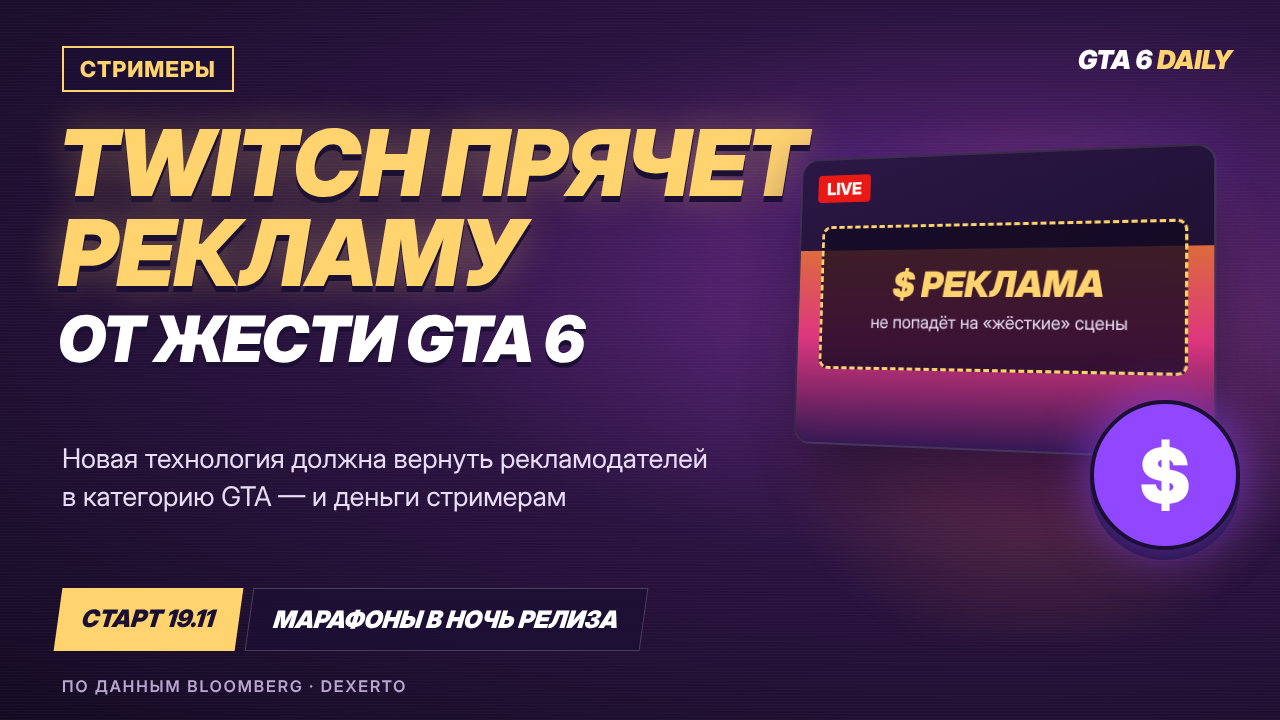 СТРИМЕРЫ
GTA 6 DAILY
TWITCH ПРЯЧЕТ
РЕКЛАМУ
ОТ ЖЕСТИ GTA 6
LIVE
$ РЕКЛАМА
не попадёт на «жёсткие» сцены
$
Новая технология должна вернуть рекламодателей
в категорию GTA — и деньги стримерам
СТАРТ 19.11
МАРАФОНЫ В НОЧЬ РЕЛИЗА
ПО ДАННЫМ BLOOMBERG · DEXERTO